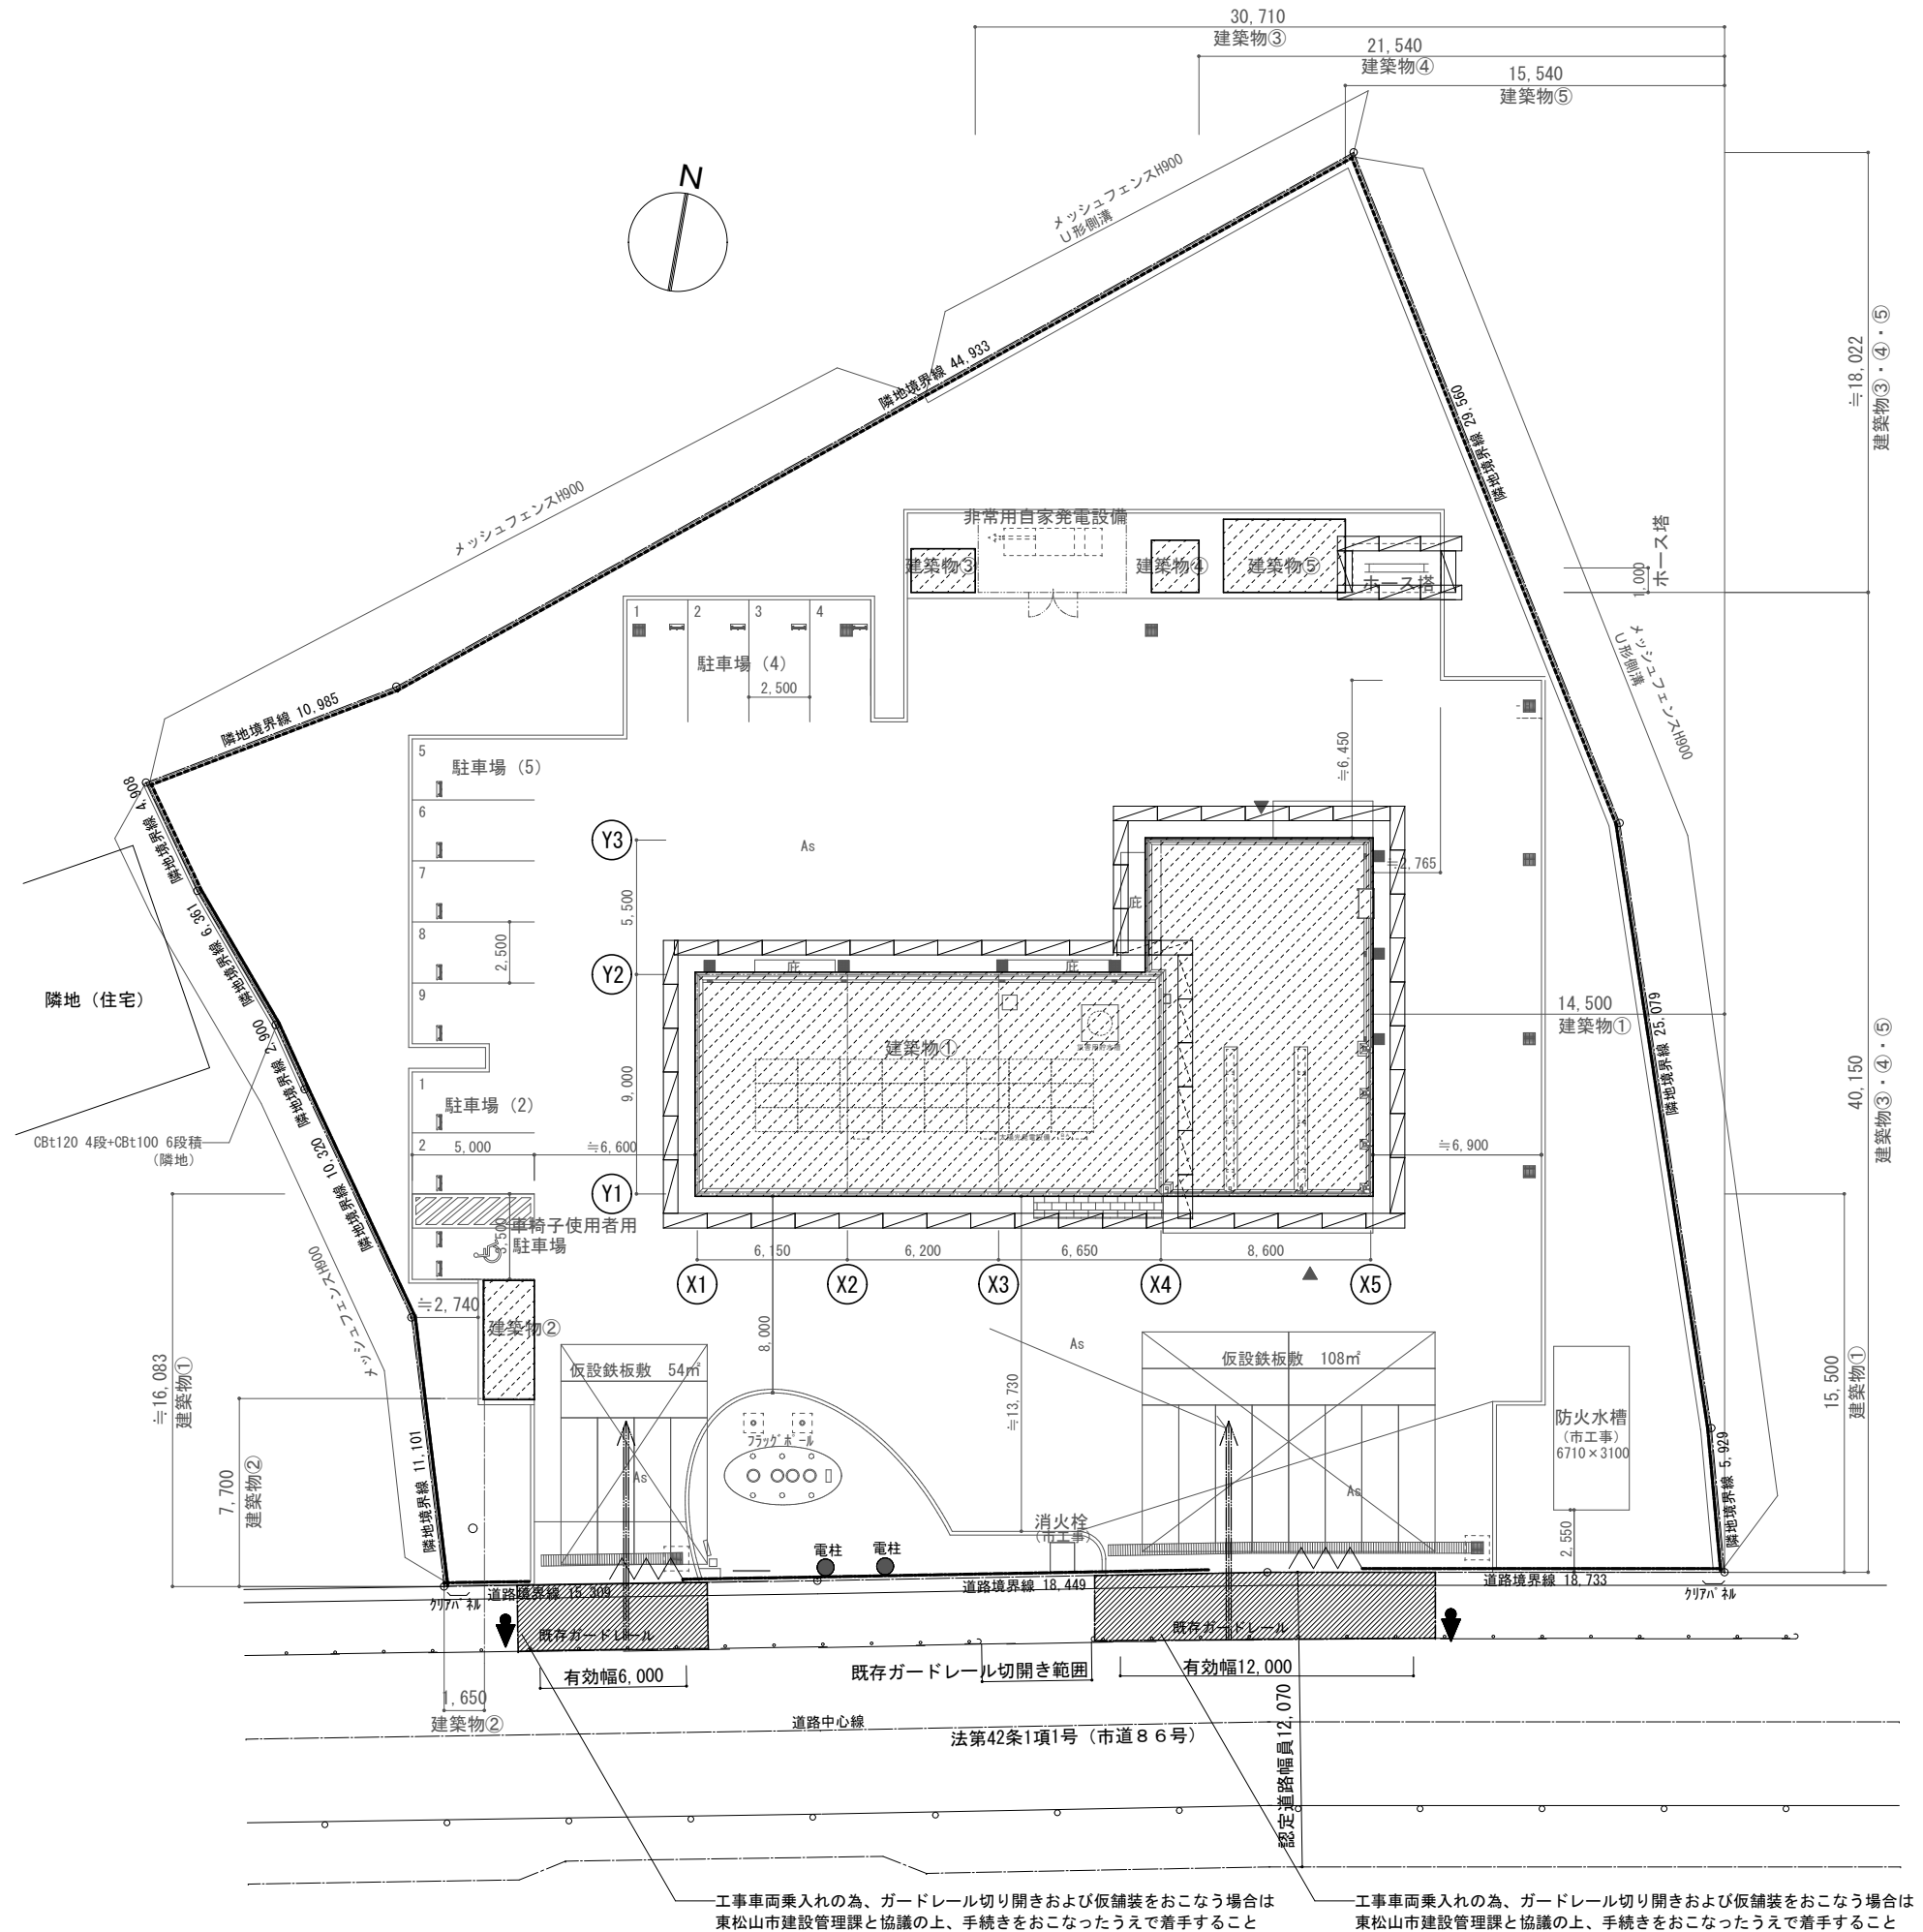 30,710
建築物③
21,540
建築物④
15,540
建築物⑤
N
メッシュフェンスH900
U形側溝
隣地境界線 44,933
メッシュフェンスH900
隣地境界線 29,560
≒18,022
建築物③・④・⑤
非常用自家発電設備
建築物③
建築物④
建築物⑤
ホース塔
1,000
ホース塔
メッシュフェンスH900
U形側溝
1
2
3
4
駐車場（4）
2,500
隣地境界線 10,985
隣地境界線 4,908
5
駐車場（5）
6
7
8
2,500
9
≒6,450
≒2,765
Y3
As
5,500
Y2
庇
庇
庇
隣地（住宅）
隣地境界線 6,361
隣地境界線 2,900
隣地境界線 10,320
建築物①
9,000
14,500
建築物①
隣地境界線 25,079
40,150
建築物③・④・⑤
CBt120 4段+CBt100 6段積
（隣地）
1
駐車場（2）
2
5,000
≒6,600
太陽光発電設備
≒6,900
Y1
3,500
車椅子使用者用
駐車場
6,150
6,200
6,650
8,600
X1
X2
X3
X4
X5
メッシュフェンスH900
≒2,740
建築物②
≒16,083
建築物①
7,700
建築物②
隣地境界線 11,101
仮設鉄板敷　54㎡
8,000
≒13,730
As
仮設鉄板敷　108㎡
15,500
建築物①
フラッグポール
As
As
防火水槽
（市工事）
6710×3100
2,550
隣地境界線 5,929
消火栓
（市工事）
電柱
電柱
クリアパネル
道路境界線 15,309
道路境界線 18,449
道路境界線 18,733
クリアパネル
既存ガードレール
既存ガードレール
有効幅6,000
既存ガードレール切開き範囲
有効幅12,000
1,650
建築物②
道路中心線
法第42条1項1号（市道８６号）
認定道路幅員12,070
工事車両乗入れの為、ガードレール切り開きおよび仮舗装をおこなう場合は
東松山市建設管理課と協議の上、手続きをおこなったうえで着手すること
工事車両乗入れの為、ガードレール切り開きおよび仮舗装をおこなう場合は
東松山市建設管理課と協議の上、手続きをおこなったうえで着手すること